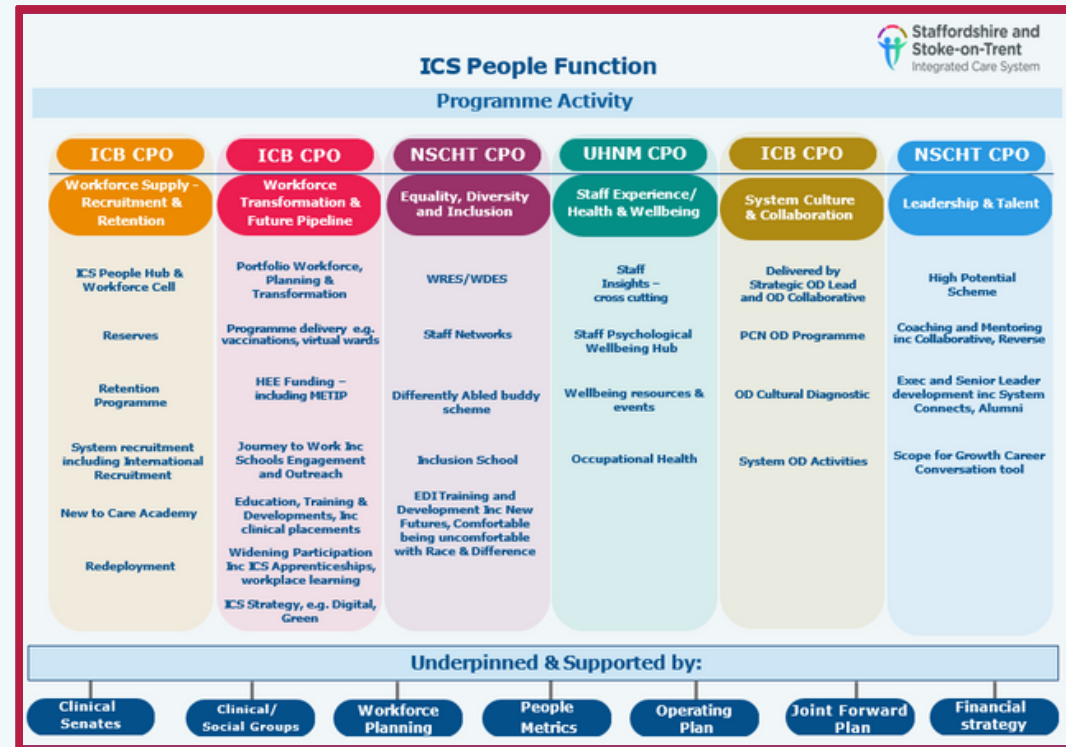 Staffordshire and
Stoke-on-Trent
Integrated Care System
ICS People Function
Programme Activity
ICB CPO
Workforce Supply –
Recruitment &
Retention
ICS People Hub &
Workforce Cell
Reserves
Retention
Programme
System recruitment
including International
Recruitment
New to Care Academy
Redeployment
ICB CPO
Workforce
Transformation &
Future Pipeline
Portfolio Workforce,
Planning &
Transformation
Programme delivery e.g.
vaccinations, virtual wards
HEE Funding –
including METIP
Journey to Work Inc
Schools Engagement
and Outreach
Education, Training &
Developments, Inc
clinical placements
Widening Participation
Inc ICS Apprenticeships,
workplace learning
ICS Strategy, e.g. Digital,
Green
NSCHT CPO
Equality, Diversity
and Inclusion
WRES/WDES
Staff Networks
Differently Abled buddy
scheme
Inclusion School
EDI Training and
Development Inc New
Futures, Comfortable
being uncomfortable
with Race & Difference
UHNM CPO
Staff Experience/
Health & Wellbeing
Staff
Insights –
cross cutting
Staff Psychological
Wellbeing Hub
Wellbeing resources &
events
Occupational Health
ICB CPO
System Culture
& Collaboration
Delivered by
Strategic OD Lead
and OD Collaborative
PCN OD Programme
OD Cultural Diagnostic
System OD Activities
NSCHT CPO
Leadership & Talent
High Potential
Scheme
Coaching and Mentoring
inc Collaborative, Reverse
Exec and Senior Leader
development inc System
Connects, Alumni
Scope for Growth Career
Conversation tool
Underpinned & Supported by:
Clinical
Senates
Clinical/
Social Groups
Workforce
Planning
People
Metrics
Operating
Plan
Joint Forward
Plan
Financial
strategy